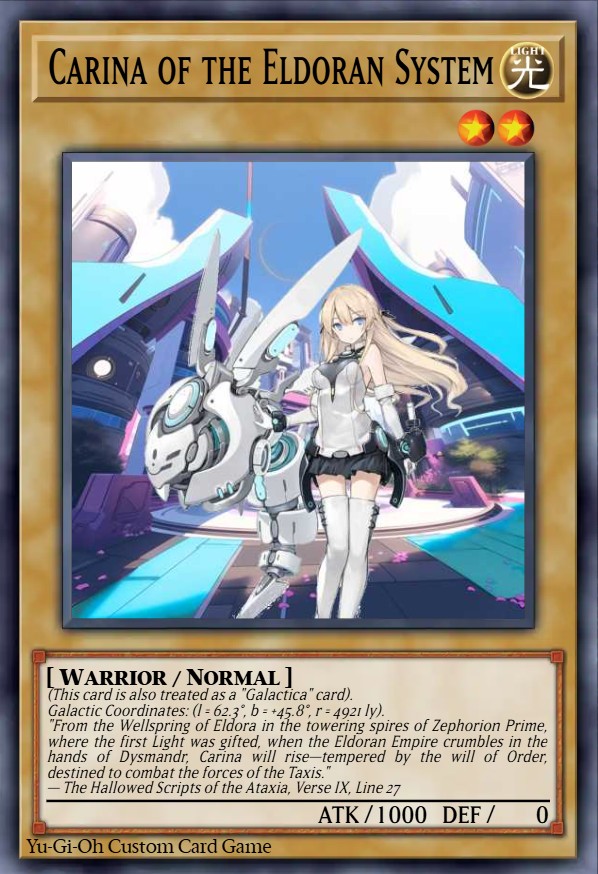 Carina of the Eldoran System
LIGHT
光
[ Warrior / Normal ]
(This card is also treated as a "Galactica" card).
Galactic Coordinates: (l = 62.3°, b = +45.8°, r = 4921 ly).
"From the Wellspring of Eldora in the towering spires of Zephorion Prime,
where the first Light was gifted, when the Eldoran Empire crumbles in the
hands of Dysmandr, Carina will rise—tempered by the will of Order,
destined to combat the forces of the Taxis."
— The Hallowed Scripts of the Ataxia, Verse IX, Line 27
ATK / 1000 DEF / 0
Yu-Gi-Oh Custom Card Game